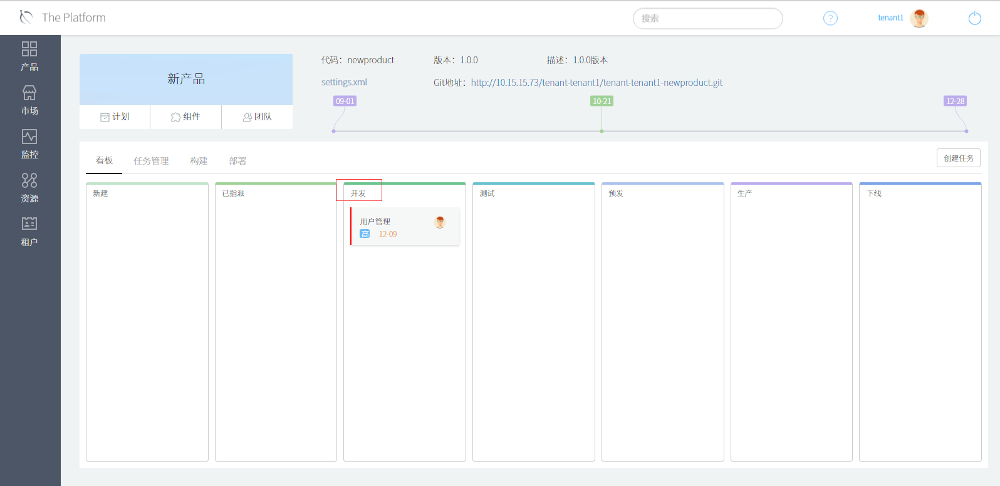 The Platform
搜索
?
tenant1
产品
市场
监控
资源
租户
新产品
计划
组件
团队
代码：newproduct
版本：1.0.0
描述：1.0.0版本
settings.xml
Git地址：http://10.15.15.73/tenant-tenant1/tenant-tenant1-newproduct.git
09-01
10-21
12-28
看板
任务管理
构建
部署
创建任务
新建
已指派
开发
测试
预发
生产
下线
用户管理
高 12-09